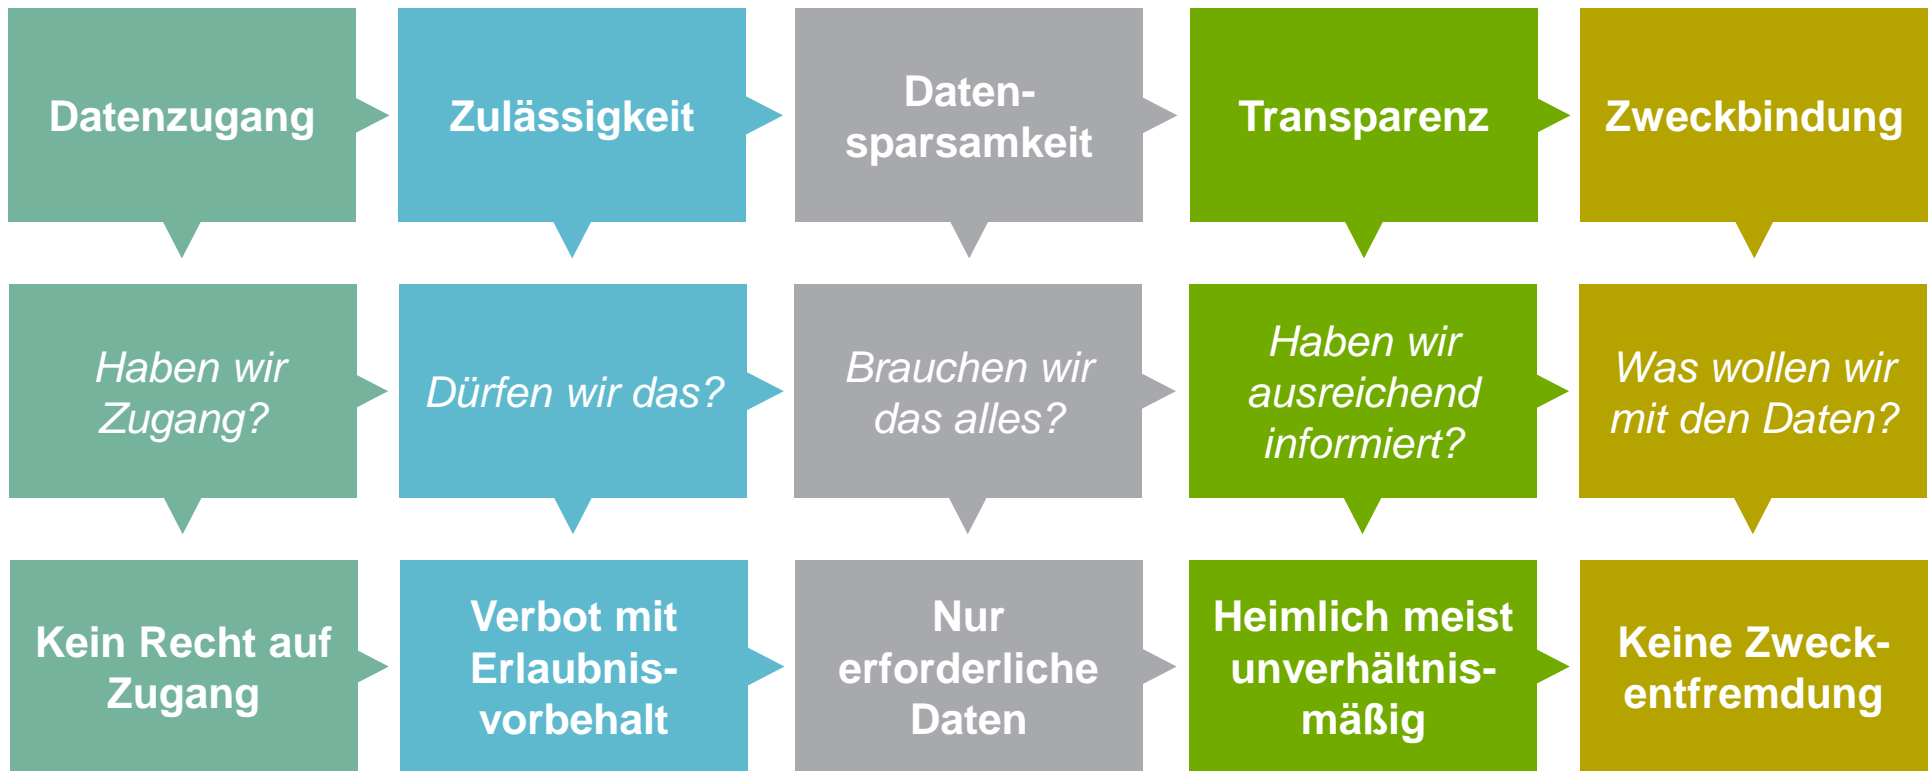 Datenzugang
Zulässigkeit
Daten-
sparsamkeit
Transparenz
Zweckbindung
Haben wir
Zugang?
Dürfen wir das?
Brauchen wir
das alles?
Haben wir
ausreichend
informiert?
Was wollen wir
mit den Daten?
Kein Recht auf
Zugang
Verbot mit
Erlaubnis-
vorbehalt
Nur
erforderliche
Daten
Heimlich meist
unverhältnis-
mäßig
Keine Zweck-
entfremdung